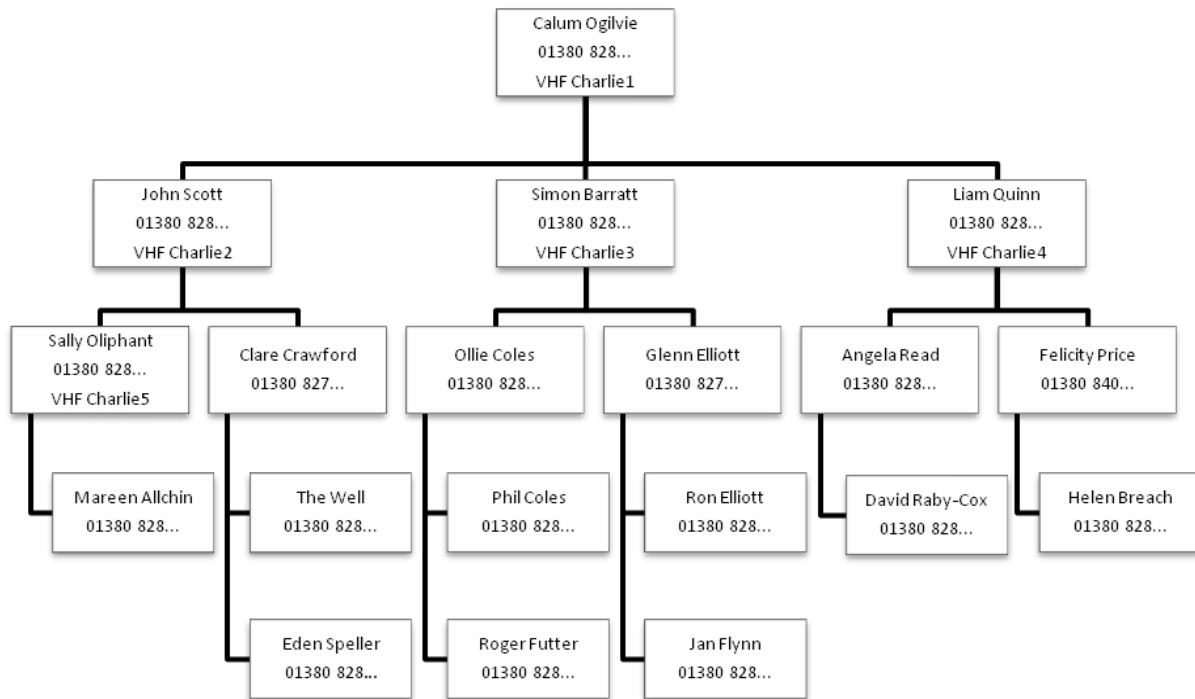 Calum Ogilvie
01380 828...
VHF Charlie1
John Scott
01380 828...
VHF Charlie2
Simon Barratt
01380 828...
VHF Charlie3
Liam Quinn
01380 828...
VHF Charlie4
Sally Oliphant
01380 828...
VHF Charlie5
Clare Crawford
01380 827...
Ollie Coles
01380 828...
Glenn Elliott
01380 827...
Angela Read
01380 828...
Felicity Price
01380 840...
Mareen Allchin
01380 828...
The Well
01380 828...
Phil Coles
01380 828...
Ron Elliott
01380 828...
David Raby-Cox
01380 828...
Helen Breach
01380 828...
Eden Speller
01380 828...
Roger Futter
01380 828...
Jan Flynn
01380 828...